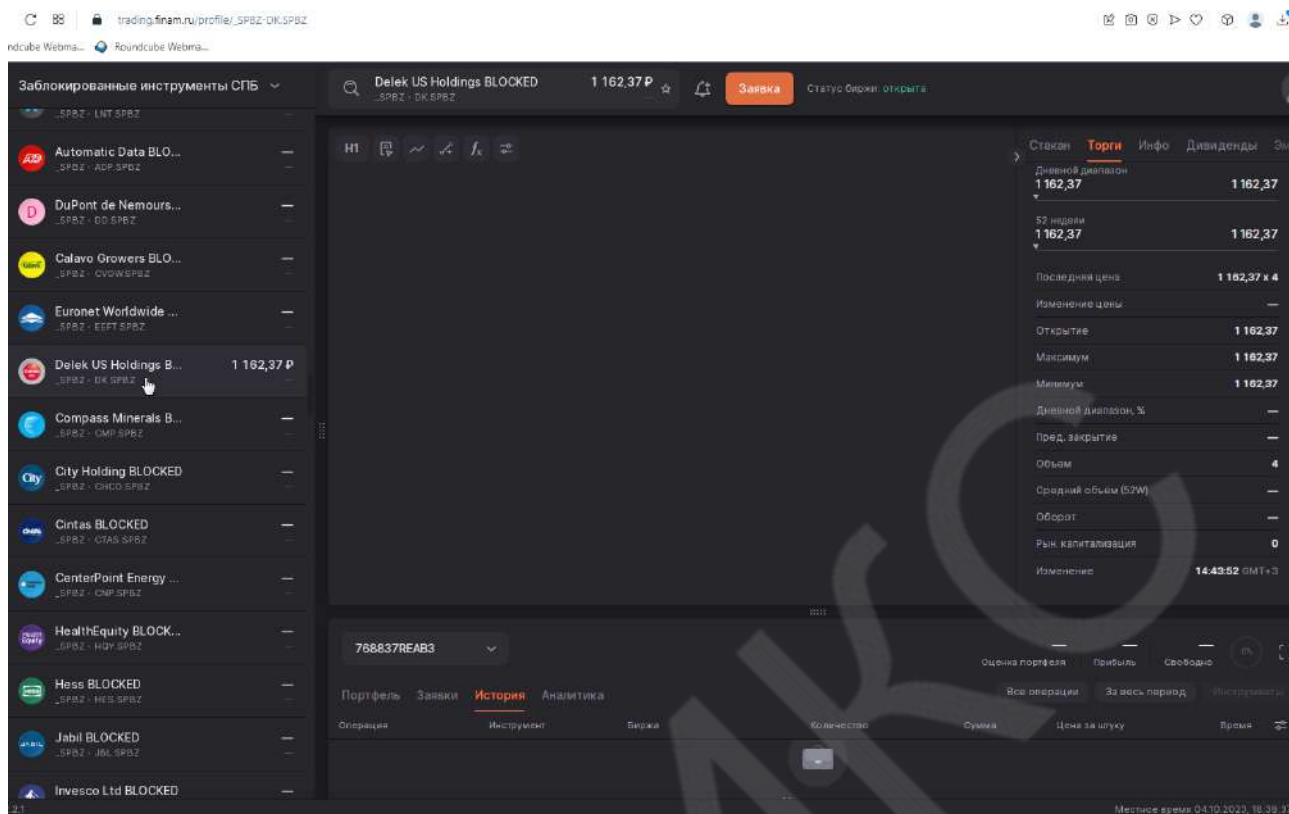 trading.finam.ru/profile/_SPBZ-DK.SPBZ
ndcube Webma... Roundcube Webma...
Заблокированные инструменты СПБ
_SPBZ - LNT.SPBZ
Automatic Data BLO... —
_SPBZ - ADP.SPBZ
DuPont de Nemours... —
_SPBZ - DD.SPBZ
Calavo Growers BLO... —
_SPBZ - CVGW.SPBZ
Euronet Worldwide ... —
_SPBZ - EEFT.SPBZ
Delek US Holdings B... 1 162,37 ₽
_SPBZ - DK.SPBZ
Compass Minerals B... —
_SPBZ - CMP.SPBZ
City
City Holding BLOCKED —
_SPBZ - CHCO.SPBZ
Cintas BLOCKED —
_SPBZ - CTAS.SPBZ
CenterPoint Energy ... —
_SPBZ - CNP.SPBZ
HealthEquity BLOCK... —
_SPBZ - HQY.SPBZ
Hess BLOCKED —
_SPBZ - HES.SPBZ
Jabil BLOCKED —
_SPBZ - JBL.SPBZ
Invesco Ltd BLOCKED —
2.1
Delek US Holdings BLOCKED 1 162,37 ₽
_SPBZ - DK.SPBZ
Заявка
Статус биржи: открыта
H1
Стакан Торги Инфо Дивиденды Эм
Дневной диапазон
1 162,37 1 162,37
52 недели
1 162,37 1 162,37
Последняя цена 1 162,37 x 4
Изменение цены —
Открытие 1 162,37
Максимум 1 162,37
Минимум 1 162,37
Дневной диапазон, % —
Пред. закрытие —
Объем 4
Средний объем (52W) —
Оборот —
Рын. капитализация 0
Изменение 14:43:52 GMT+3
768837REAB3
Оценка портфеля Прибыль Свободно 0%
Портфель Заявки История Аналитика
Все операции За весь период Инструменты
Операция Инструмент Биржа Количество Сумма Цена за штуку Время